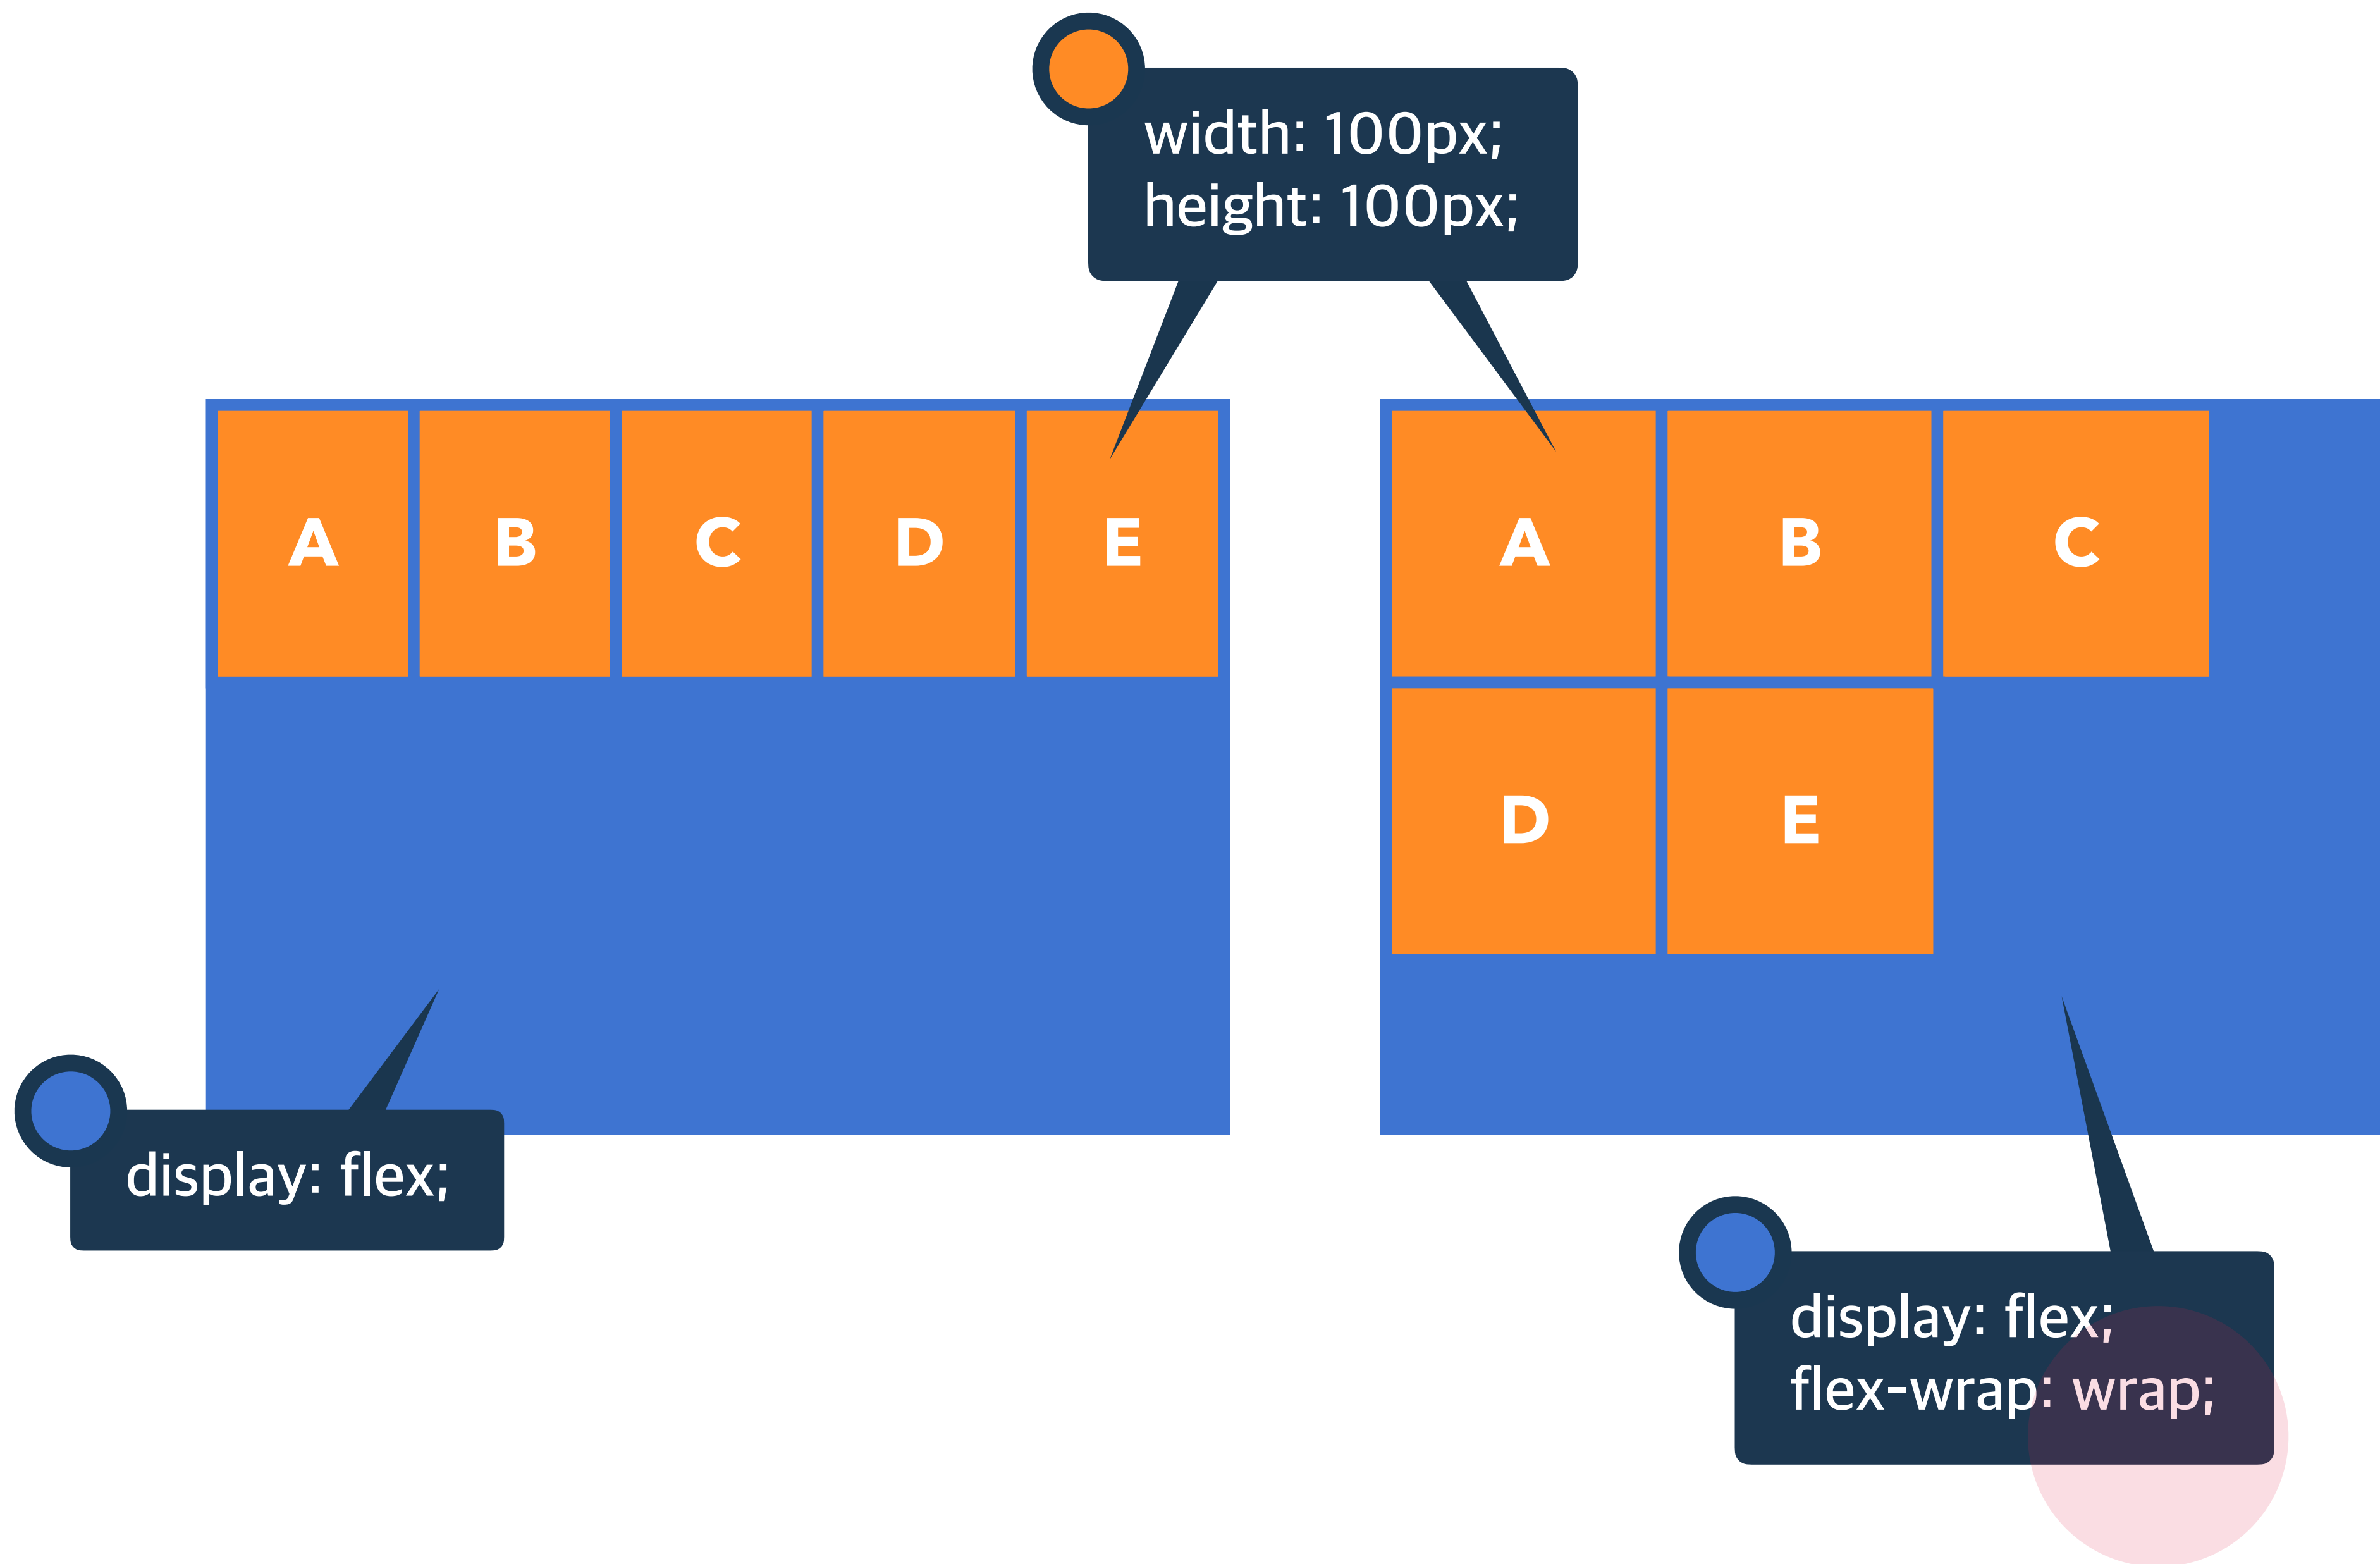 width: 100px;
height: 100px;
A B C D E
A B C
D E
display: flex;
display: flex;
flex-wrap: wrap;